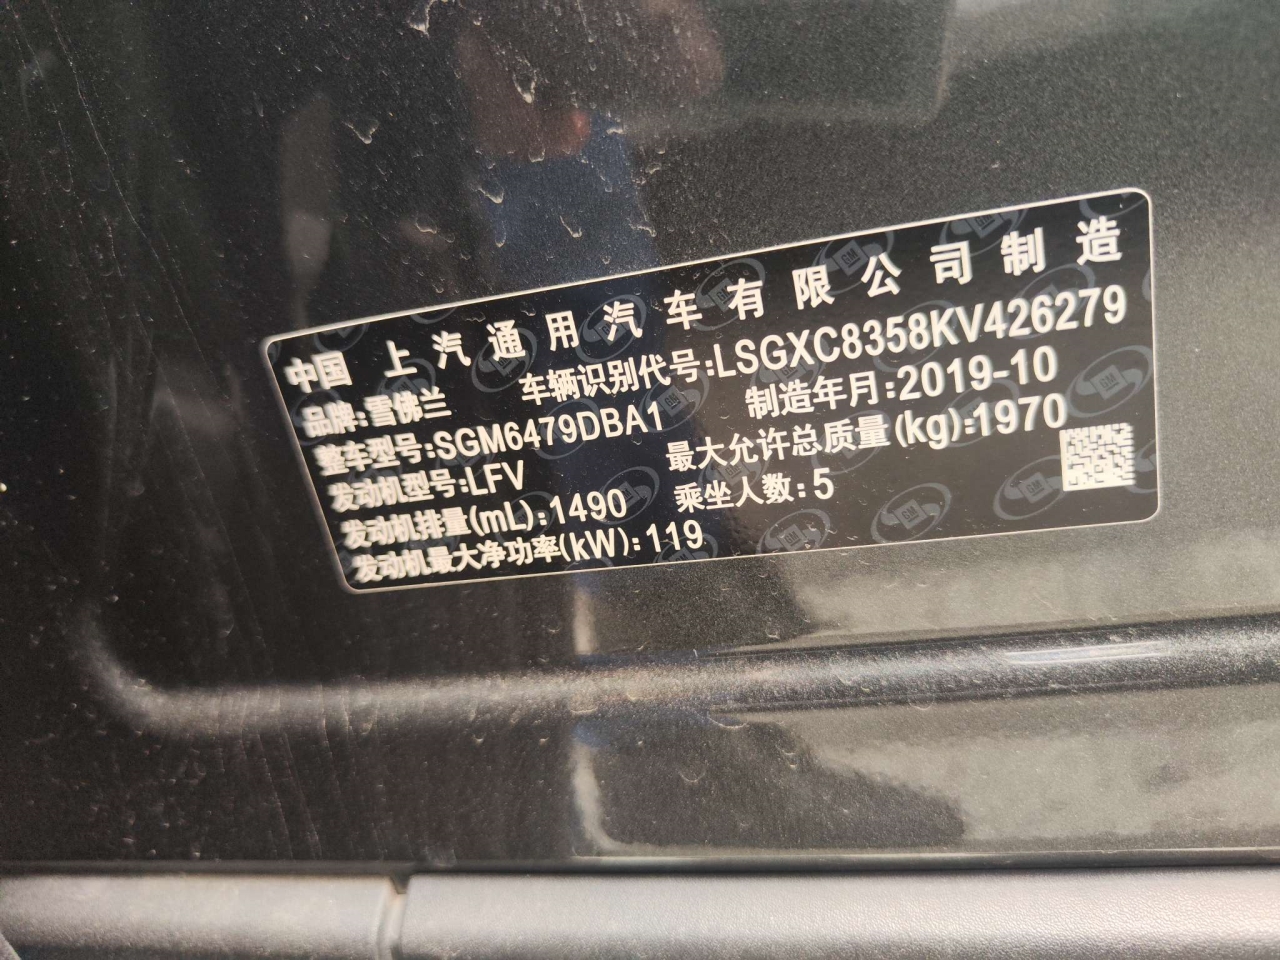 中国 上汽通用汽车有限公司制造
品牌:雪佛兰 车辆识别代号:LSGXC8358KV426279
整车型号:SGM6479DBA1 制造年月:2019-10
发动机型号:LFV 最大允许总质量(kg):1970
发动机排量(mL):1490 乘坐人数:5
发动机最大净功率(kW):119